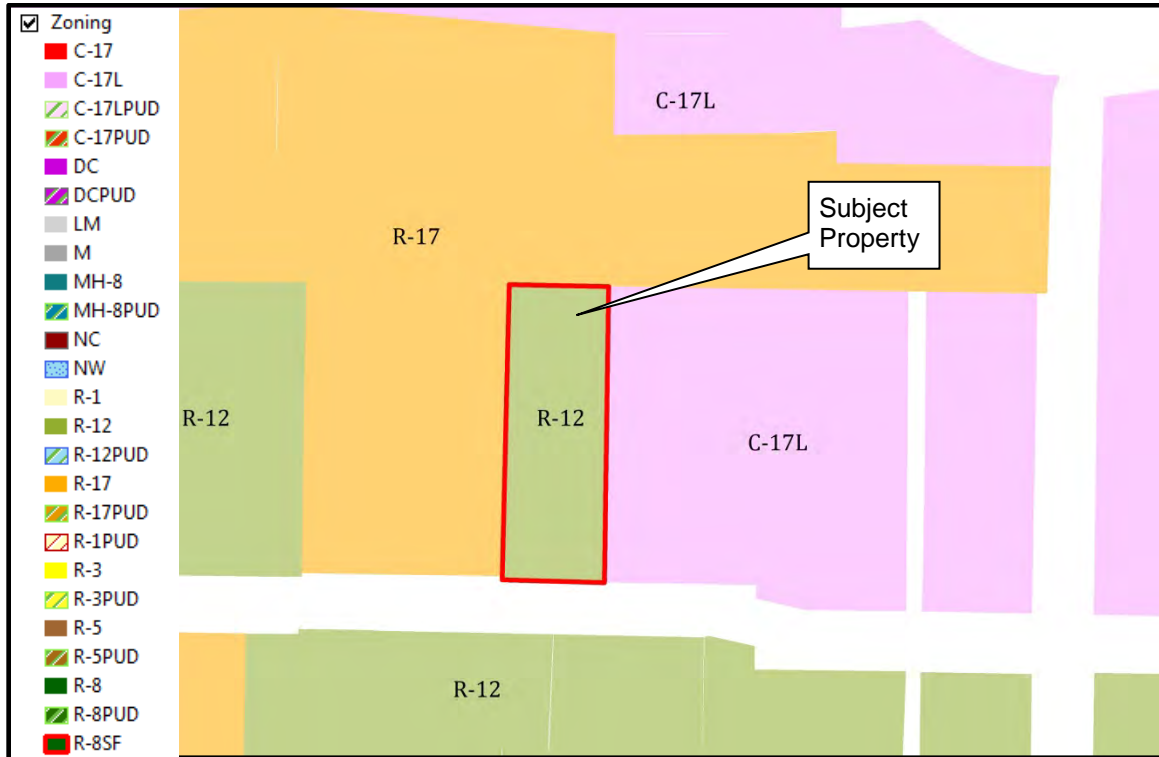 Zoning
C-17
C-17L
C-17LPUD
C-17PUD
DC
DCPUD
LM
M
MH-8
MH-8PUD
NC
NW
R-1
R-12
R-12PUD
R-17
R-17PUD
R-1PUD
R-3
R-3PUD
R-5
R-5PUD
R-8
R-8PUD
R-8SF
C-17L
Subject
Property
R-17
R-12
R-12
C-17L
R-12